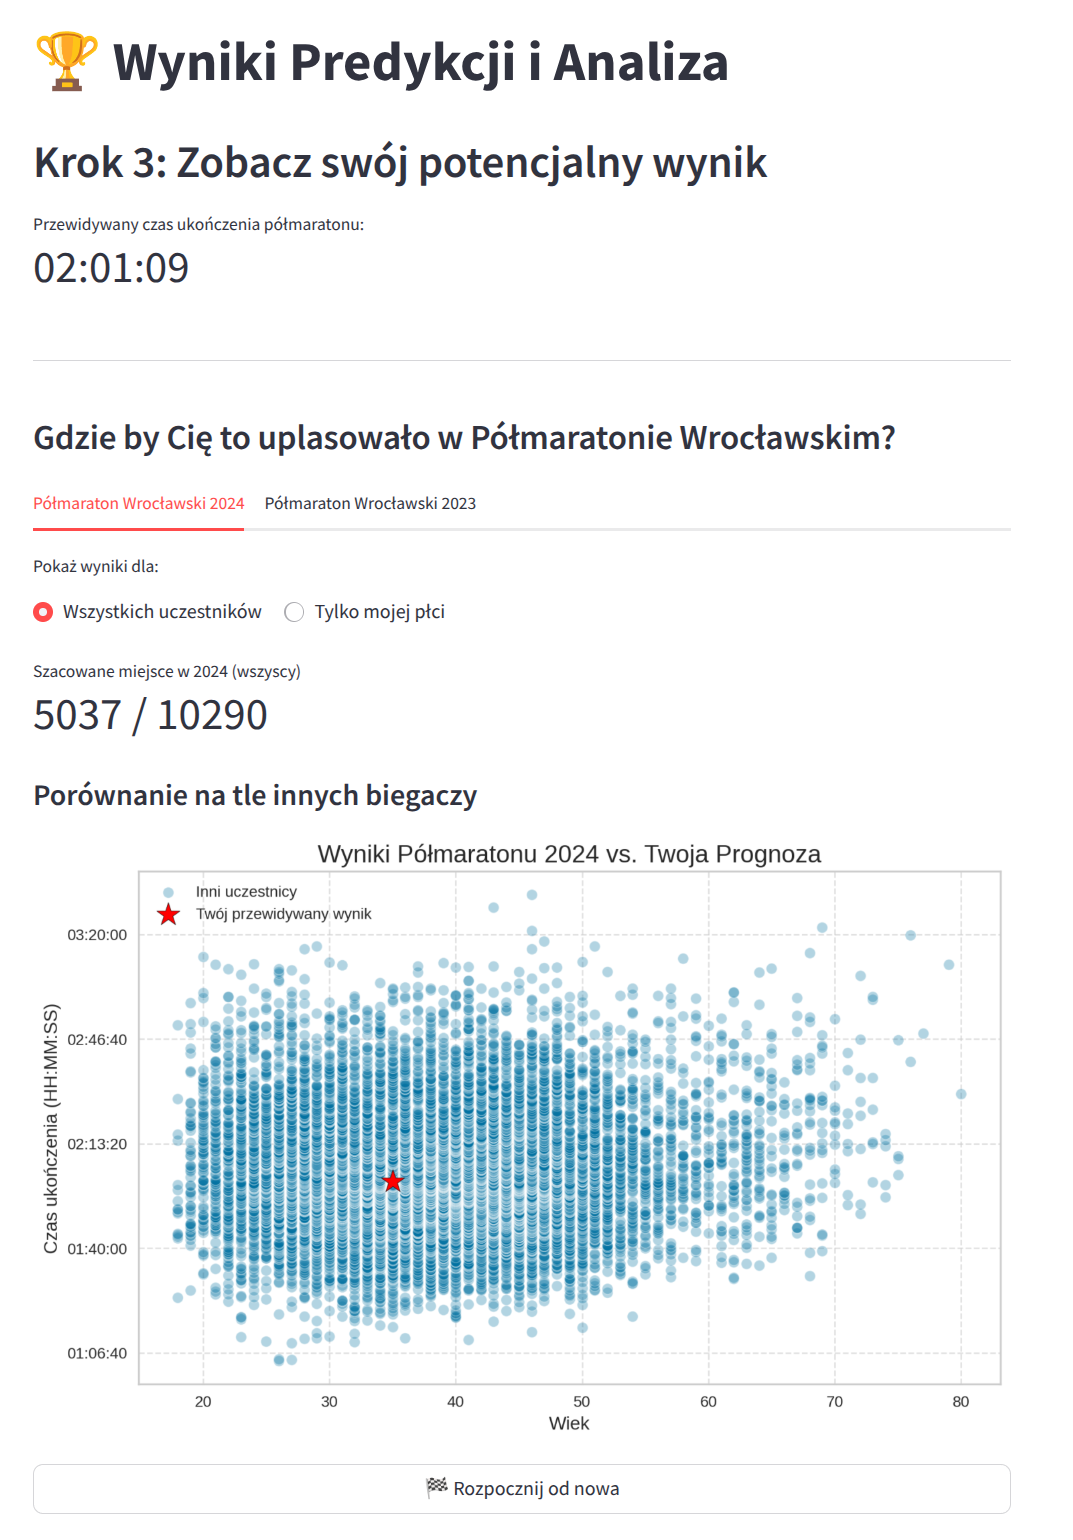 🏆 Wyniki Predykcji i Analiza
Krok 3: Zobacz swój potencjalny wynik
Przewidywany czas ukończenia półmaratonu:
02:01:09
Gdzie by Cię to uplasowało w Półmaratonie Wrocławskim?
Półmaraton Wrocławski 2024 Półmaraton Wrocławski 2023
Pokaż wyniki dla:
Wszystkich uczestników Tylko mojej płci
Szacowane miejsce w 2024 (wszyscy)
5037 / 10290
Porównanie na tle innych biegaczy
Wyniki Półmaratonu 2024 vs. Twoja Prognoza
Inni uczestnicy
Twój przewidywany wynik
Czas ukończenia (HH:MM:SS)
03:20:00
02:46:40
02:13:20
01:40:00
01:06:40
20 30 40 50 60 70 80
Wiek
🏁 Rozpocznij od nowa